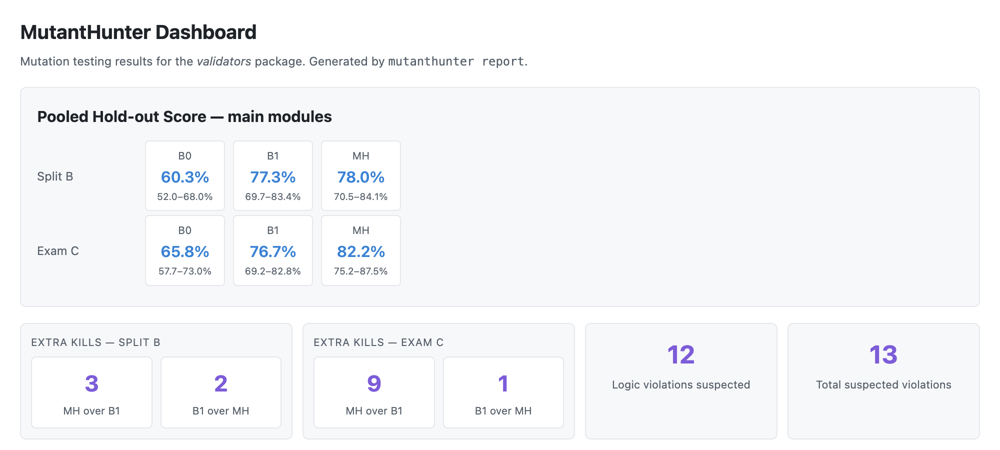 MutantHunter Dashboard
Mutation testing results for the validators package. Generated by mutanthunter report.
Pooled Hold-out Score — main modules
Split B
B0
60.3%
52.0–68.0%
B1
77.3%
69.7–83.4%
MH
78.0%
70.5–84.1%
Exam C
B0
65.8%
57.7–73.0%
B1
76.7%
69.2–82.8%
MH
82.2%
75.2–87.5%
EXTRA KILLS — SPLIT B
3
MH over B1
2
B1 over MH
EXTRA KILLS — EXAM C
9
MH over B1
1
B1 over MH
12
Logic violations suspected
13
Total suspected violations